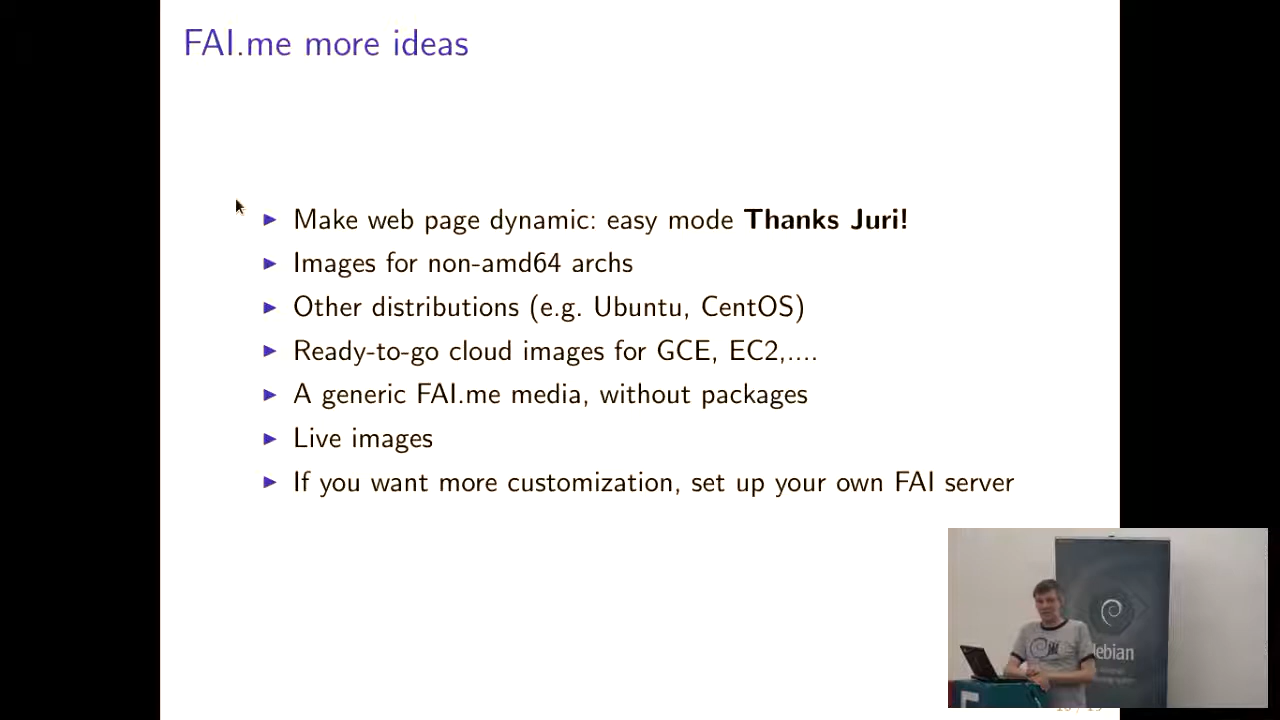 FAI.me more ideas
Make web page dynamic: easy mode Thanks Juri!
Images for non-amd64 archs
Other distributions (e.g. Ubuntu, CentOS)
Ready-to-go cloud images for GCE, EC2,....
A generic FAI.me media, without packages
Live images
If you want more customization, set up your own FAI server
debian